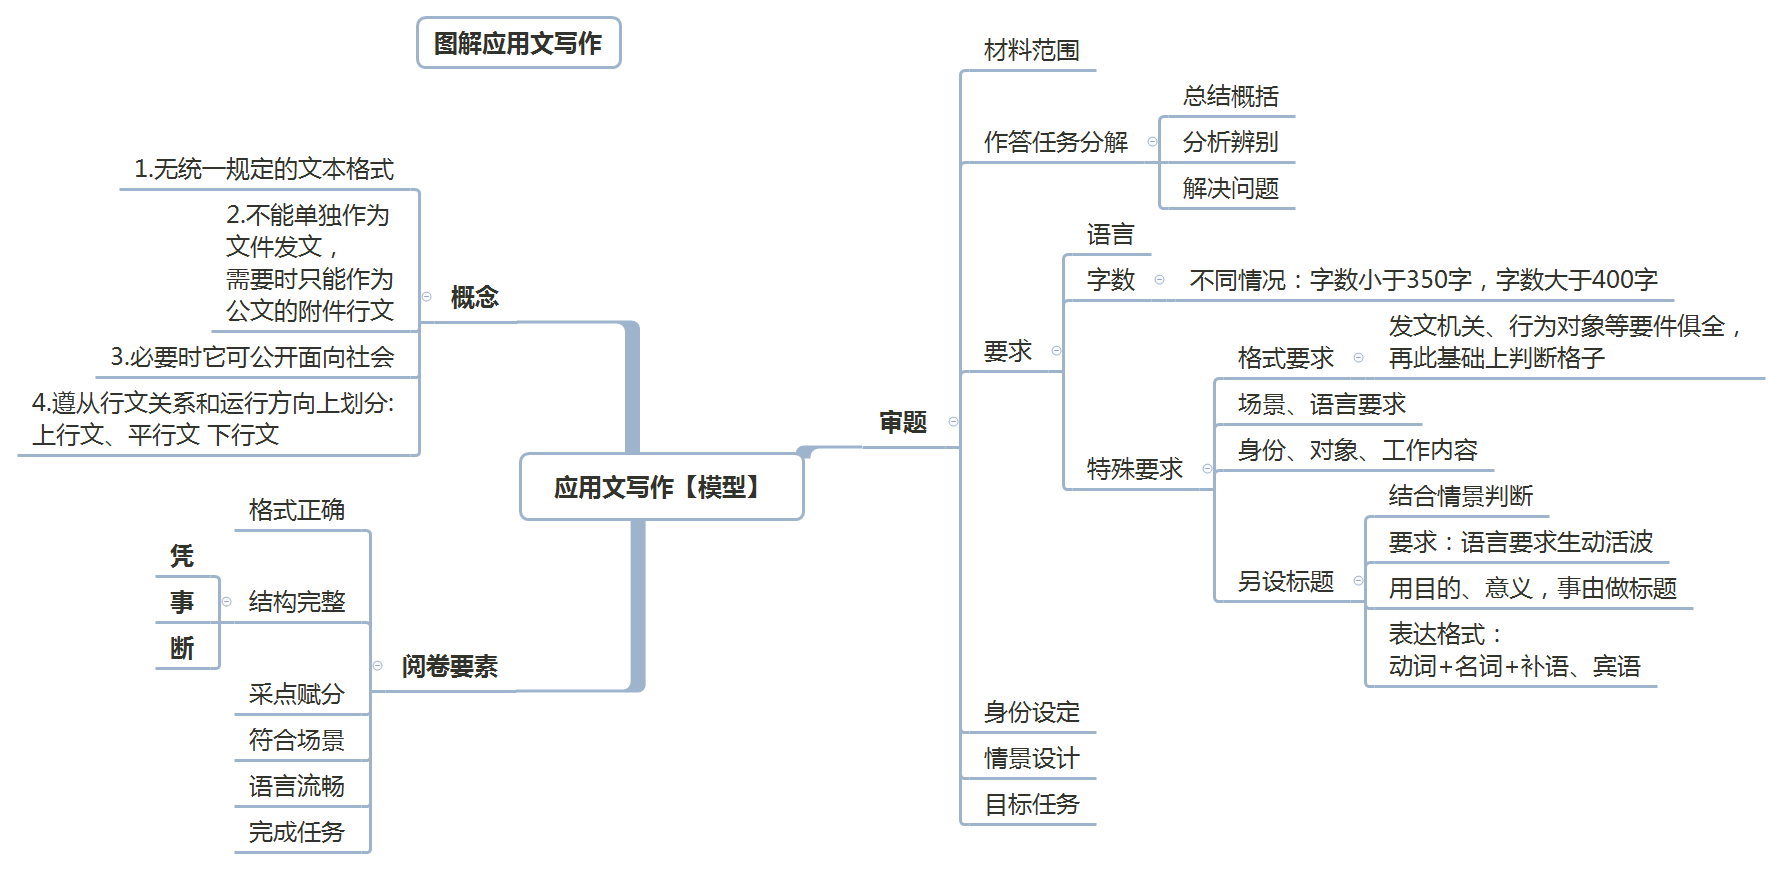 图解应用文写作
应用文写作【模型】
概念
1.无统一规定的文本格式
2.不能单独作为
文件发文，
需要时只能作为
公文的附件行文
3.必要时它可公开面向社会
4.遵从行文关系和运行方向上划分:
上行文、平行文 下行文
阅卷要素
格式正确
结构完整
凭
事
断
采点赋分
符合场景
语言流畅
完成任务
审题
材料范围
作答任务分解
总结概括
分析辨别
解决问题
要求
语言
字数
不同情况：字数小于350字，字数大于400字
特殊要求
格式要求
发文机关、行为对象等要件俱全，
再此基础上判断格子
场景、语言要求
身份、对象、工作内容
另设标题
结合情景判断
要求：语言要求生动活波
用目的、意义，事由做标题
表达格式：
动词+名词+补语、宾语
身份设定
情景设计
目标任务